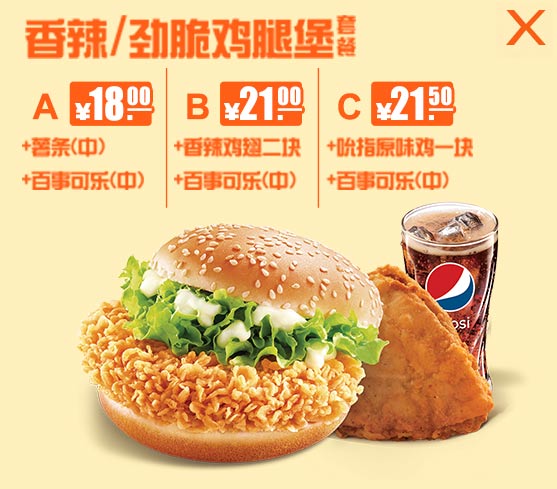 香辣/劲脆鸡腿堡套餐
X
A ¥18.00 B ¥21.00 C ¥21.50
+薯条(中) +香辣鸡翅二块 +吮指原味鸡一块
+百事可乐(中) +百事可乐(中) +百事可乐(中)
psi